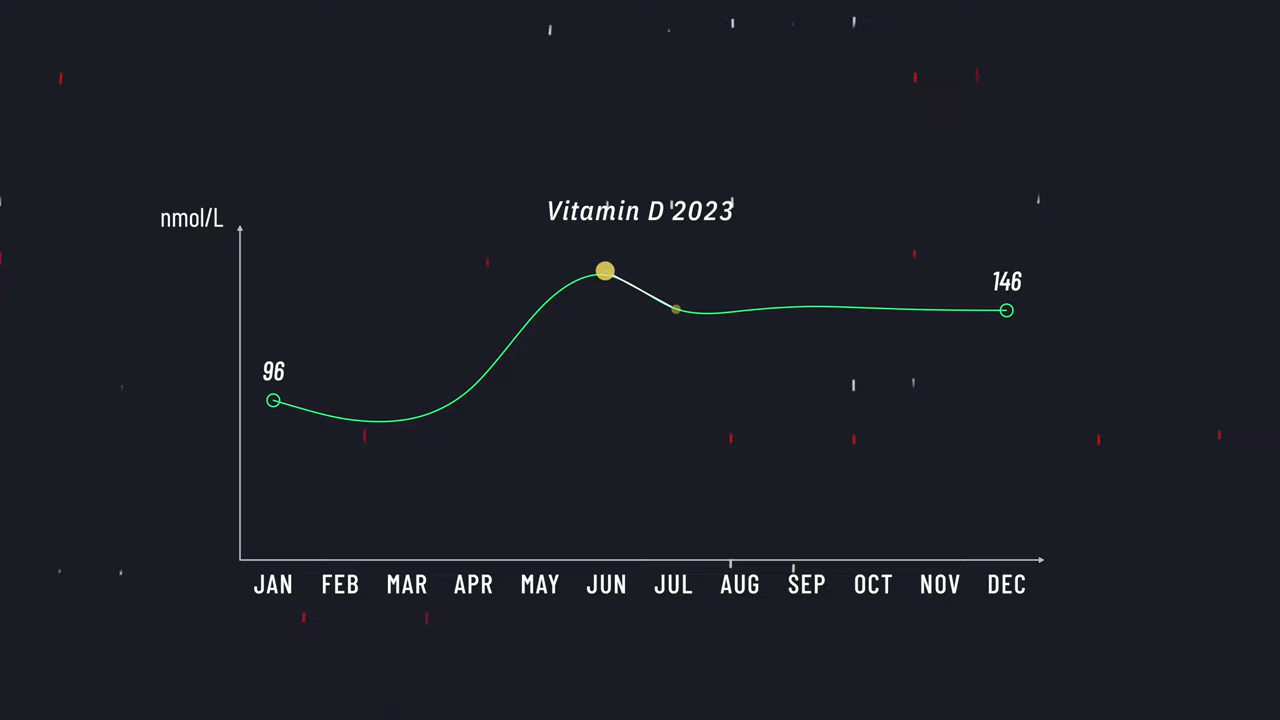 Vitamin D '2023
nmol/L
146
96
JAN FEB MAR APR MAY JUN JUL AUG SEP OCT NOV DEC